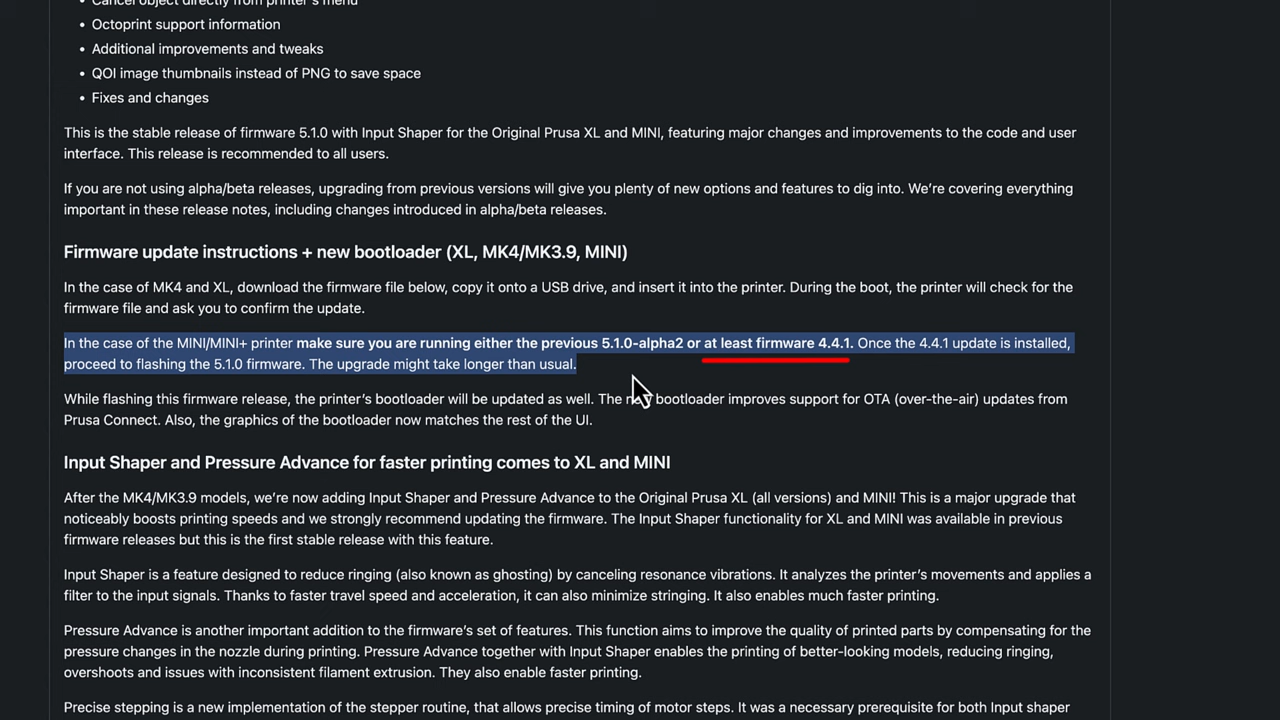 Cancel object directly from printer's menu
• Octoprint support information
• Additional improvements and tweaks
• QOI image thumbnails instead of PNG to save space
• Fixes and changes
This is the stable release of firmware 5.1.0 with Input Shaper for the Original Prusa XL and MINI, featuring major changes and improvements to the code and user
interface. This release is recommended to all users.
If you are not using alpha/beta releases, upgrading from previous versions will give you plenty of new options and features to dig into. We're covering everything
important in these release notes, including changes introduced in alpha/beta releases.
Firmware update instructions + new bootloader (XL, MK4/MK3.9, MINI)
In the case of MK4 and XL, download the firmware file below, copy it onto a USB drive, and insert it into the printer. During the boot, the printer will check for the
firmware file and ask you to confirm the update.
In the case of the MINI/MINI+ printer make sure you are running either the previous 5.1.0-alpha2 or at least firmware 4.4.1. Once the 4.4.1 update is installed,
proceed to flashing the 5.1.0 firmware. The upgrade might take longer than usual.
While flashing this firmware release, the printer's bootloader will be updated as well. The new bootloader improves support for OTA (over-the-air) updates from
Prusa Connect. Also, the graphics of the bootloader now matches the rest of the UI.
Input Shaper and Pressure Advance for faster printing comes to XL and MINI
After the MK4/MK3.9 models, we're now adding Input Shaper and Pressure Advance to the Original Prusa XL (all versions) and MINI! This is a major upgrade that
noticeably boosts printing speeds and we strongly recommend updating the firmware. The Input Shaper functionality for XL and MINI was available in previous
firmware releases but this is the first stable release with this feature.
Input Shaper is a feature designed to reduce ringing (also known as ghosting) by canceling resonance vibrations. It analyzes the printer's movements and applies a
filter to the input signals. Thanks to faster travel speed and acceleration, it can also minimize stringing. It also enables much faster printing.
Pressure Advance is another important addition to the firmware's set of features. This function aims to improve the quality of printed parts by compensating for the
pressure changes in the nozzle during printing. Pressure Advance together with Input Shaper enables the printing of better-looking models, reducing ringing,
overshoots and issues with inconsistent filament extrusion. They also enable faster printing.
Precise stepping is a new implementation of the stepper routine, that allows precise timing of motor steps. It was a necessary prerequisite for both Input shaper